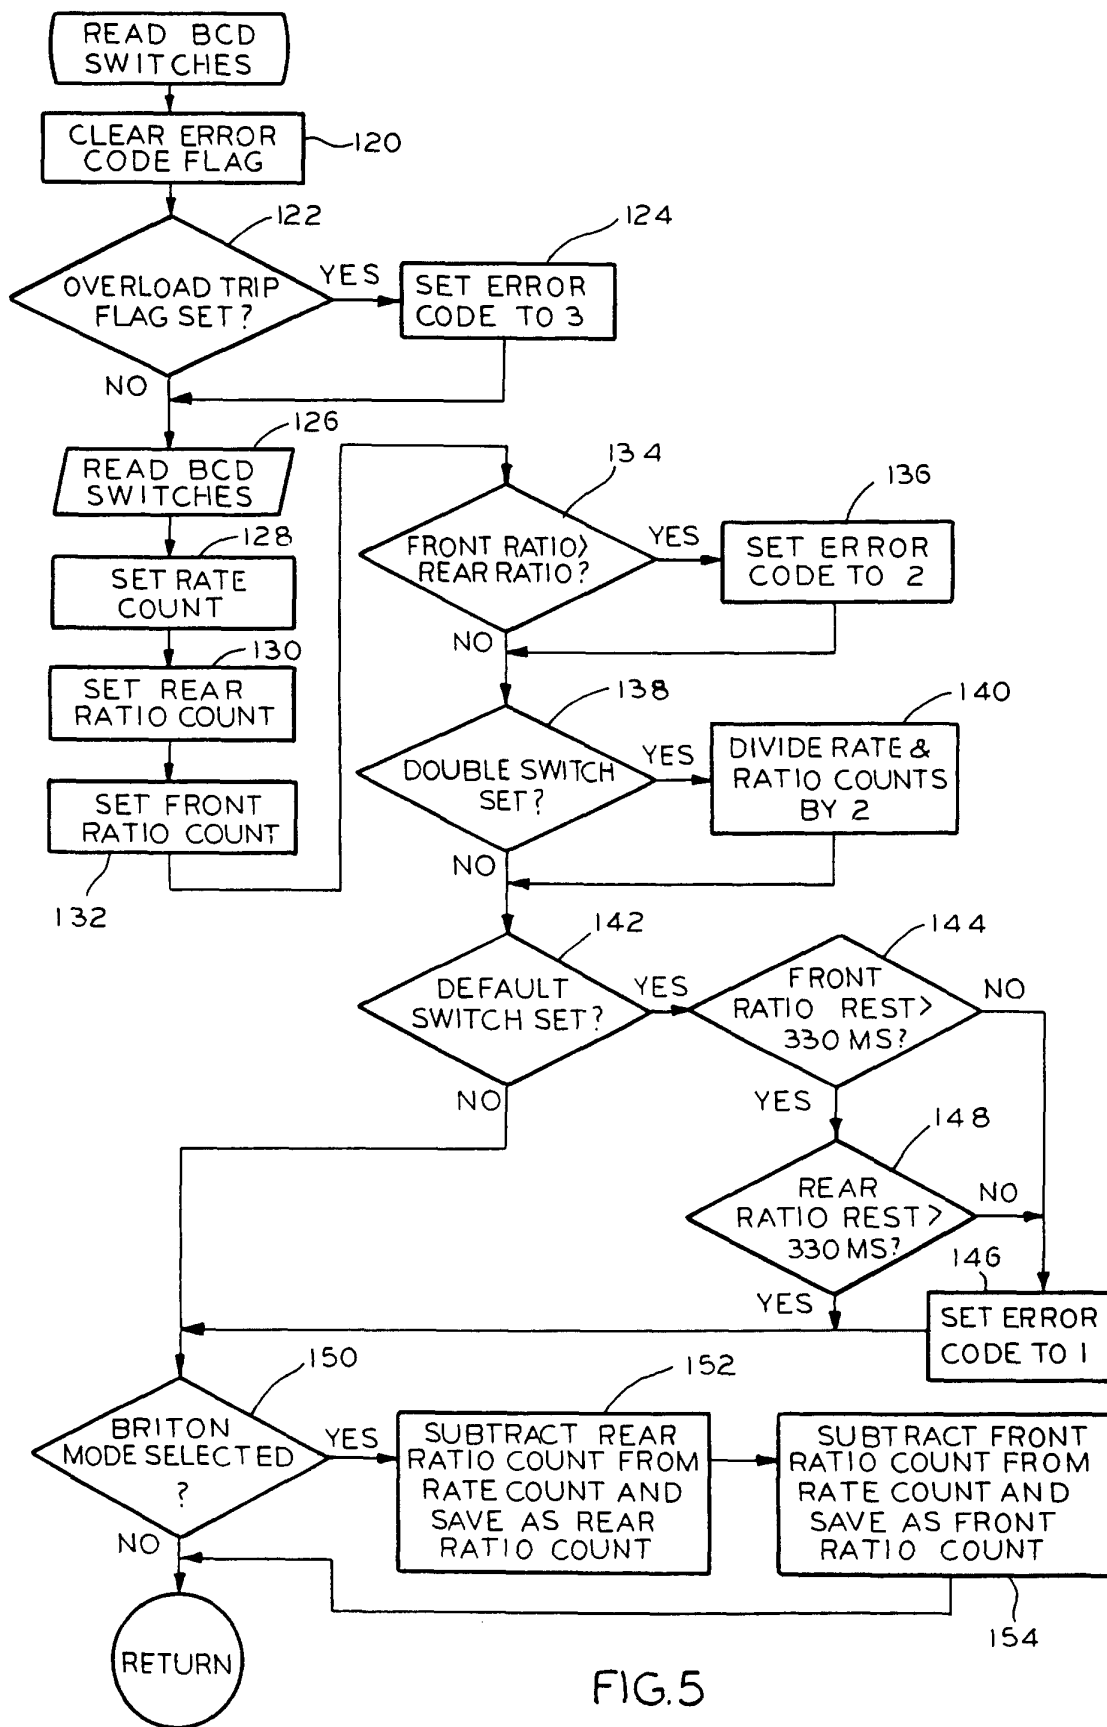 READ BCD
SWITCHES
CLEAR ERROR
CODE FLAG
120
122
OVERLOAD TRIP
FLAG SET?
YES
NO
124
SET ERROR
CODE TO 3
126
READ BCD
SWITCHES
128
SET RATE
COUNT
130
SET REAR
RATIO COUNT
SET FRONT
RATIO COUNT
132
134
FRONT RATIO>
REAR RATIO?
YES
NO
136
SET ERROR
CODE TO 2
138
DOUBLE SWITCH
SET?
YES
NO
140
DIVIDE RATE &
RATIO COUNTS
BY 2
142
DEFAULT
SWITCH SET?
YES
NO
144
FRONT
RATIO REST>
330 MS?
NO
YES
148
REAR
RATIO REST>
330 MS?
NO
YES
146
SET ERROR
CODE TO 1
150
BRITON
MODE SELECTED
?
YES
NO
152
SUBTRACT REAR
RATIO COUNT FROM
RATE COUNT AND
SAVE AS REAR
RATIO COUNT
SUBTRACT FRONT
RATIO COUNT FROM
RATE COUNT AND
SAVE AS FRONT
RATIO COUNT
154
RETURN
FIG.5